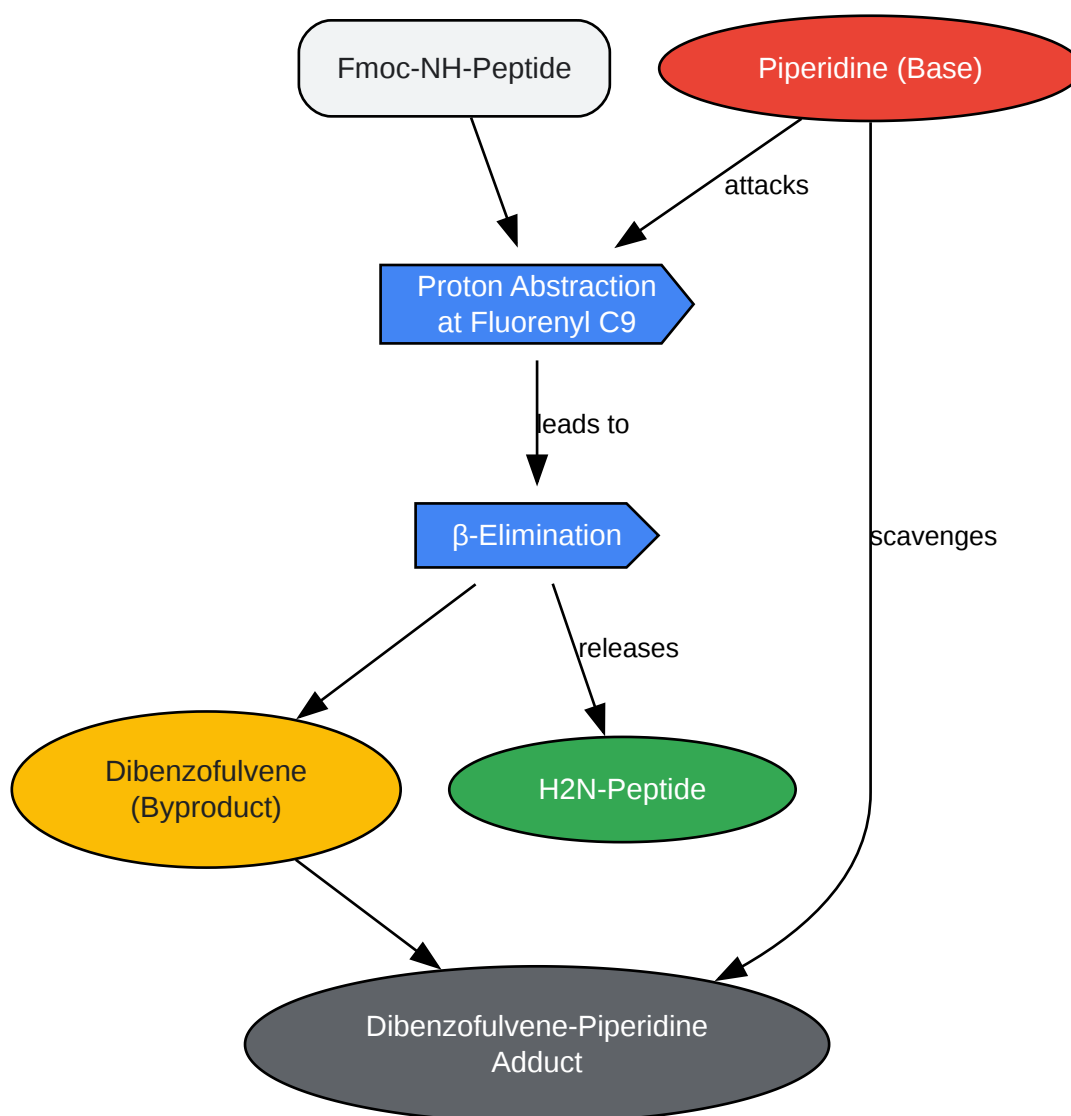 Fmoc-NH-Peptide
Piperidine (Base)
attacks
Proton Abstraction
at Fluorenyl C9
leads to
β-Elimination
scavenges
releases
Dibenzofulvene
(Byproduct)
H2N-Peptide
Dibenzofulvene-Piperidine
Adduct